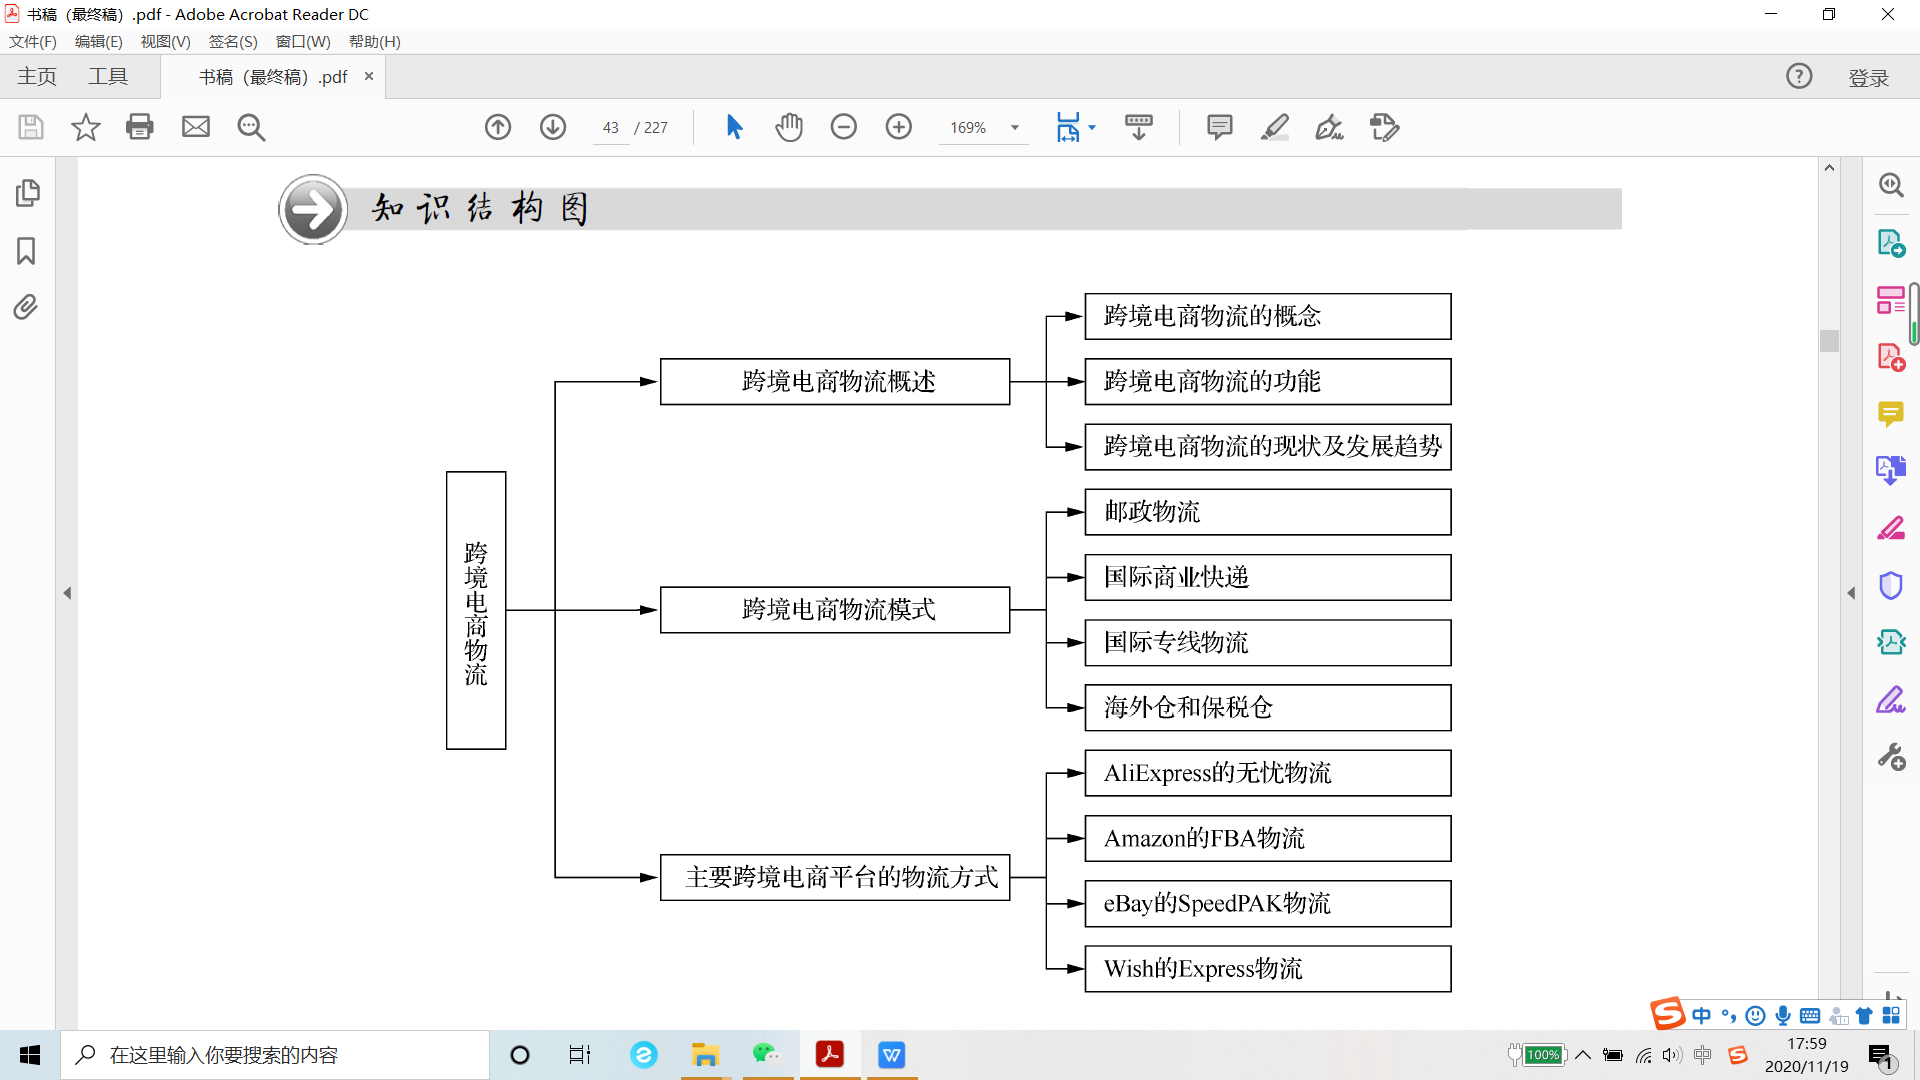 书稿（最终稿）.pdf - Adobe Acrobat Reader DC
文件(F) 编辑(E) 视图(V) 签名(S) 窗口(W) 帮助(H)
主页 工具 书稿（最终稿）.pdf × 登录
43 / 227 169%
知识结构图
跨境电商物流
跨境电商物流概述
跨境电商物流的概念
跨境电商物流的功能
跨境电商物流的现状及发展趋势
跨境电商物流模式
邮政物流
国际商业快递
国际专线物流
海外仓和保税仓
主要跨境电商平台的物流方式
AliExpress的无忧物流
Amazon的FBA物流
eBay的SpeedPAK物流
Wish的Express物流
中
在这里输入你要搜索的内容
100% 中 17:59
2020/11/19
1